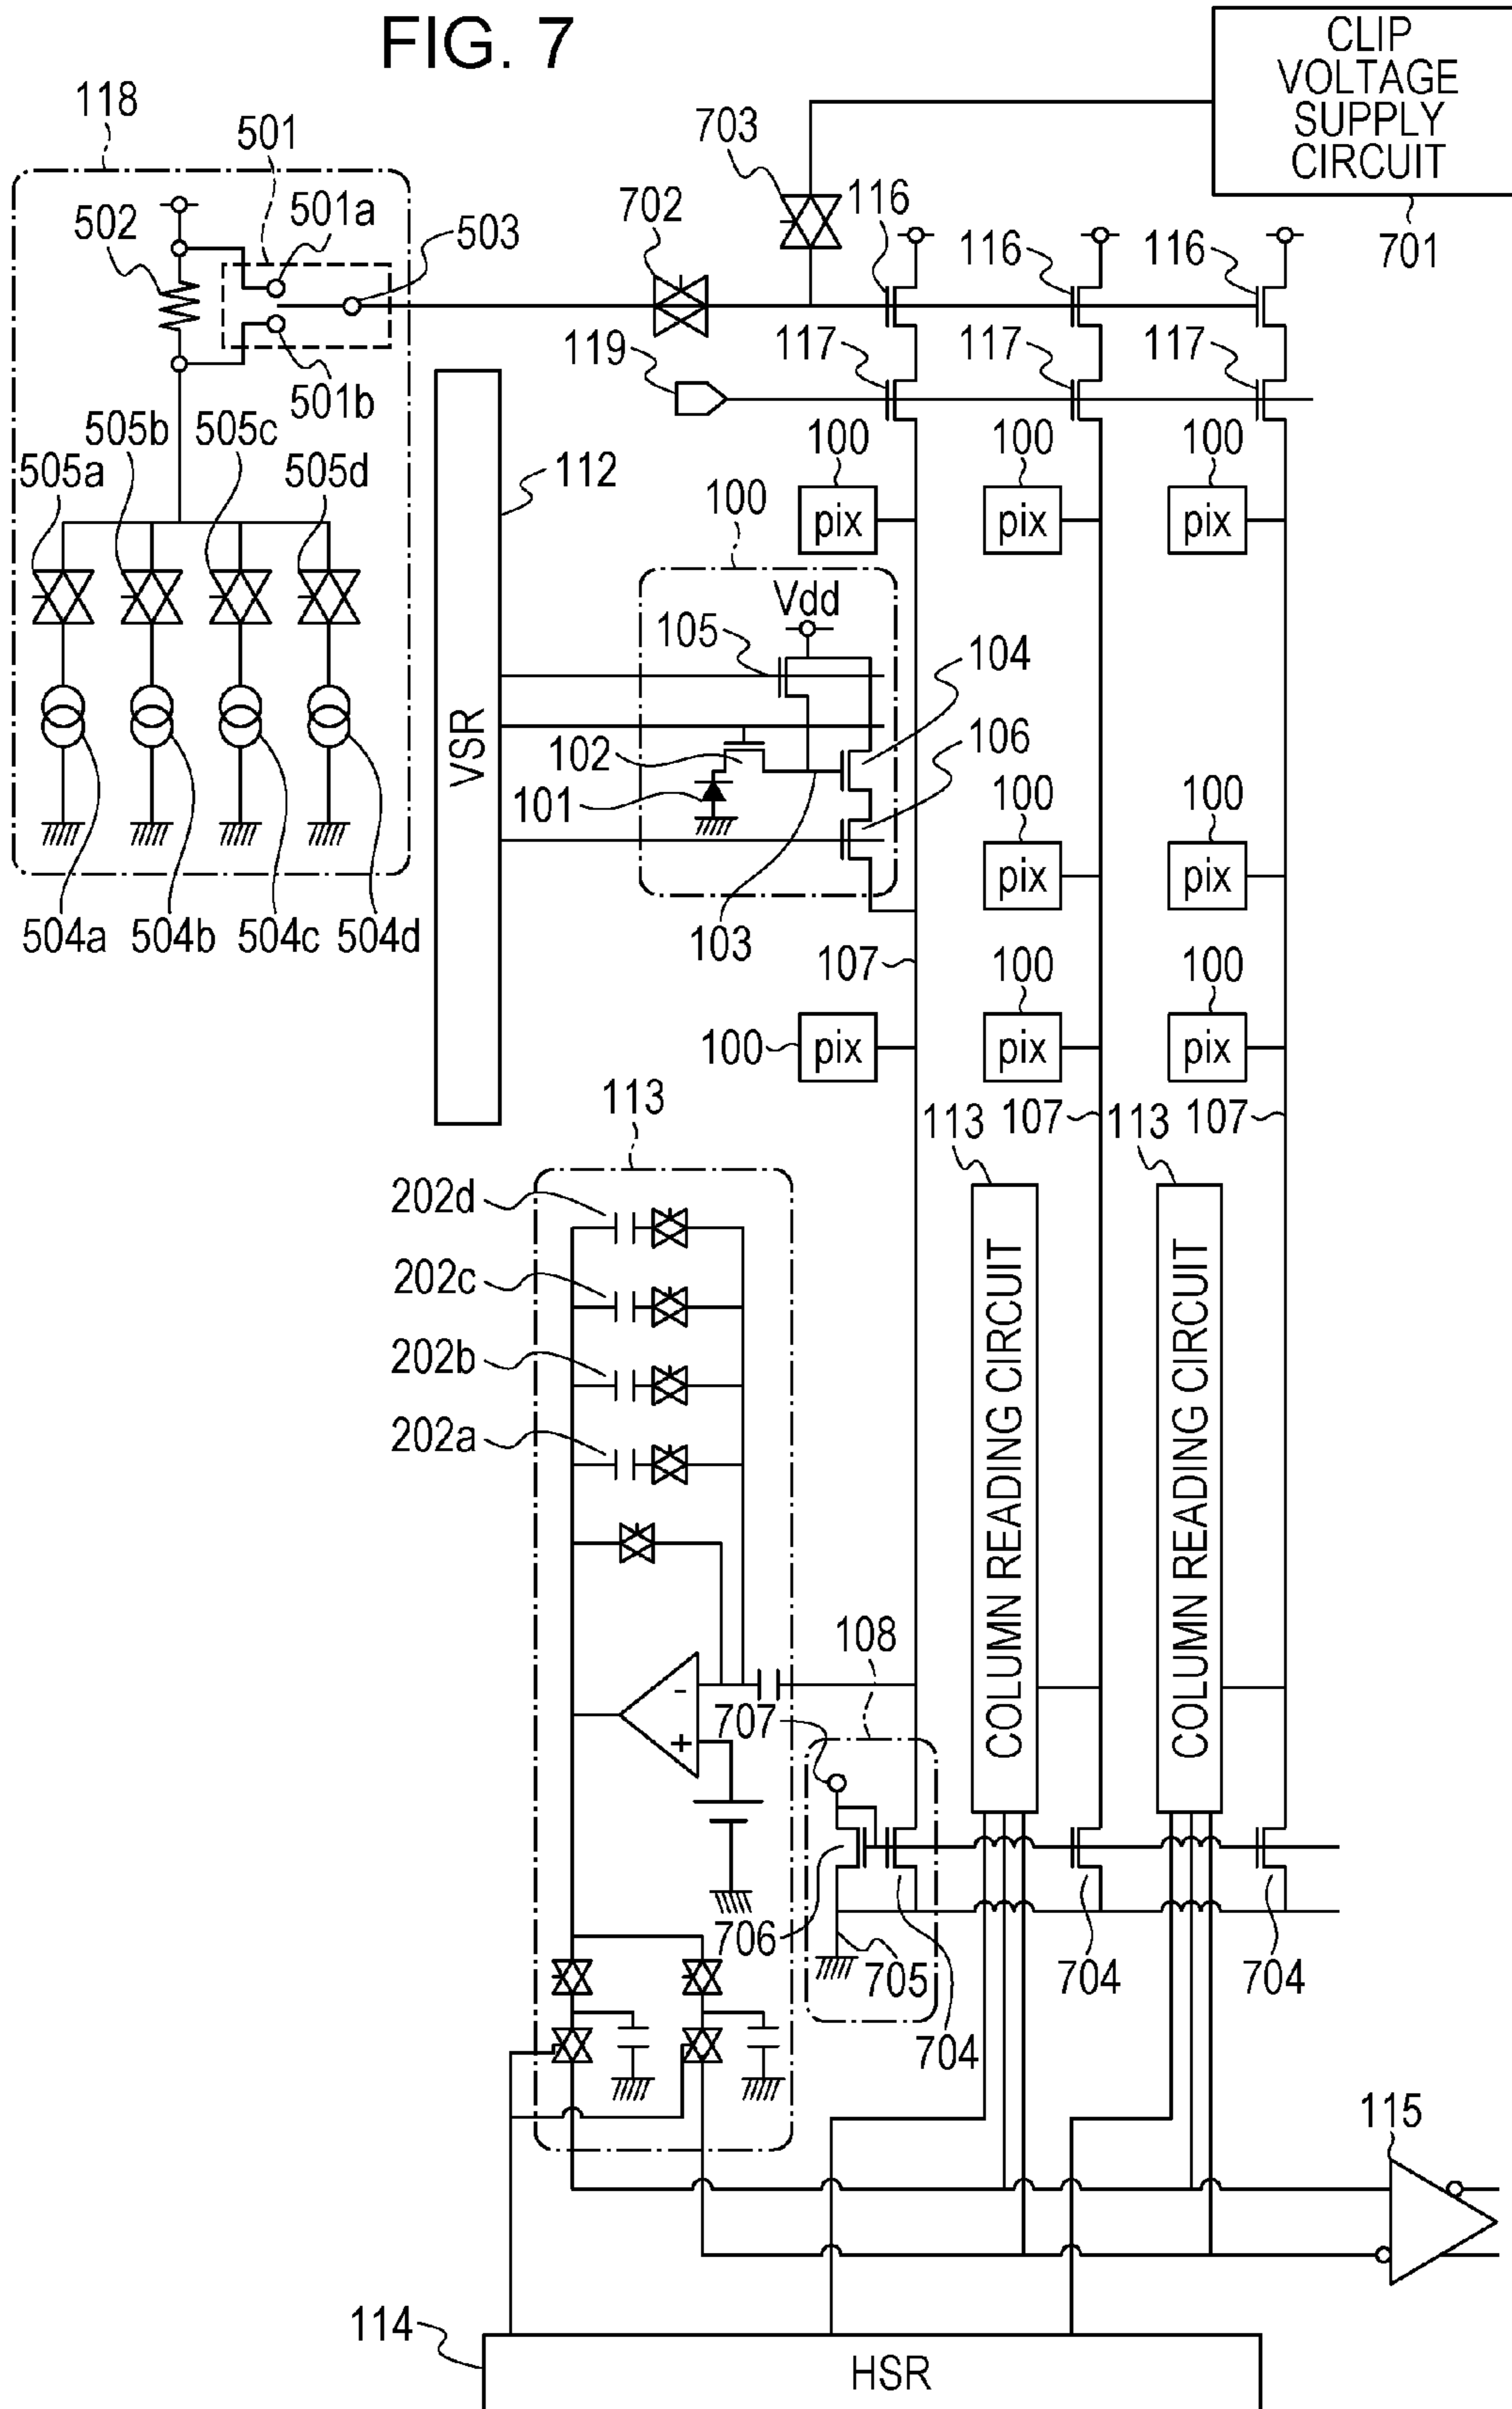 FIG. 7
CLIP
VOLTAGE
SUPPLY
CIRCUIT
701
118
501
703
502
501a
503
702
116
116
116
119
117
117
117
501b
505b
505c
505a
505d
112
100
100
100
100
pix
pix
pix
Vdd
105
104
VSR
102
106
101
100
100
pix
pix
504a
504b
504c
504d
103
107
100
100
100
pix
pix
pix
113
113
107
113
107
202d
202c
202b
202a
COLUMN READING CIRCUIT
COLUMN READING CIRCUIT
108
-
+
707
706
705
704
704
704
115
114
HSR